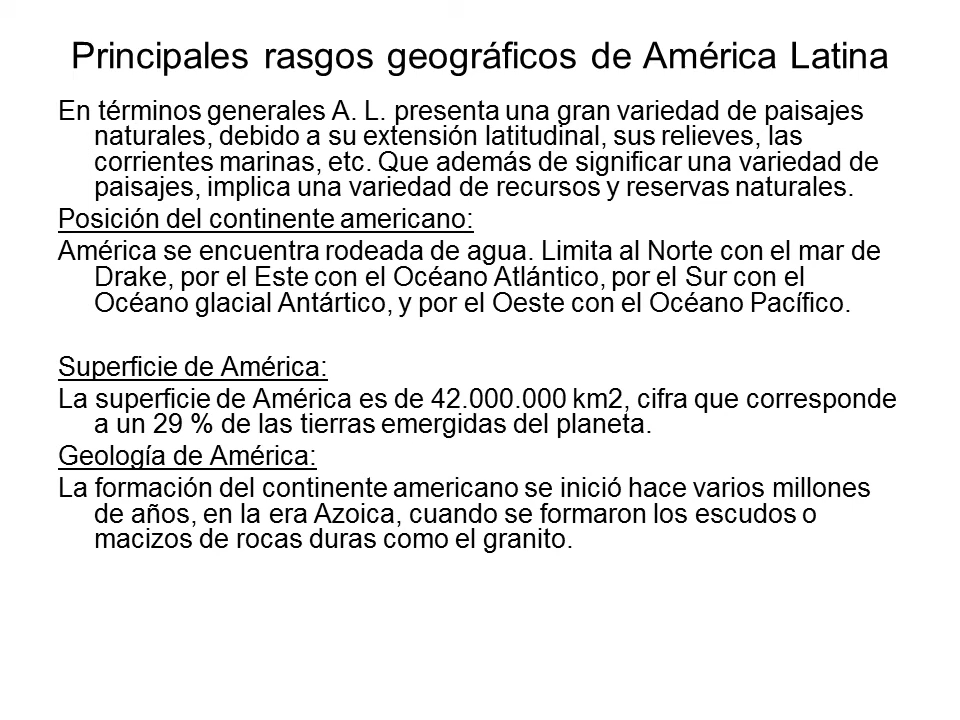 Principales rasgos geográficos de América Latina
En términos generales A. L. presenta una gran variedad de paisajes
naturales, debido a su extensión latitudinal, sus relieves, las
corrientes marinas, etc. Que además de significar una variedad de
paisajes, implica una variedad de recursos y reservas naturales.
Posición del continente americano:
América se encuentra rodeada de agua. Limita al Norte con el mar de
Drake, por el Este con el Océano Atlántico, por el Sur con el
Océano glacial Antártico, y por el Oeste con el Océano Pacífico.
Superficie de América:
La superficie de América es de 42.000.000 km2, cifra que corresponde
a un 29 % de las tierras emergidas del planeta.
Geología de América:
La formación del continente americano se inició hace varios millones
de años, en la era Azoica, cuando se formaron los escudos o
macizos de rocas duras como el granito.